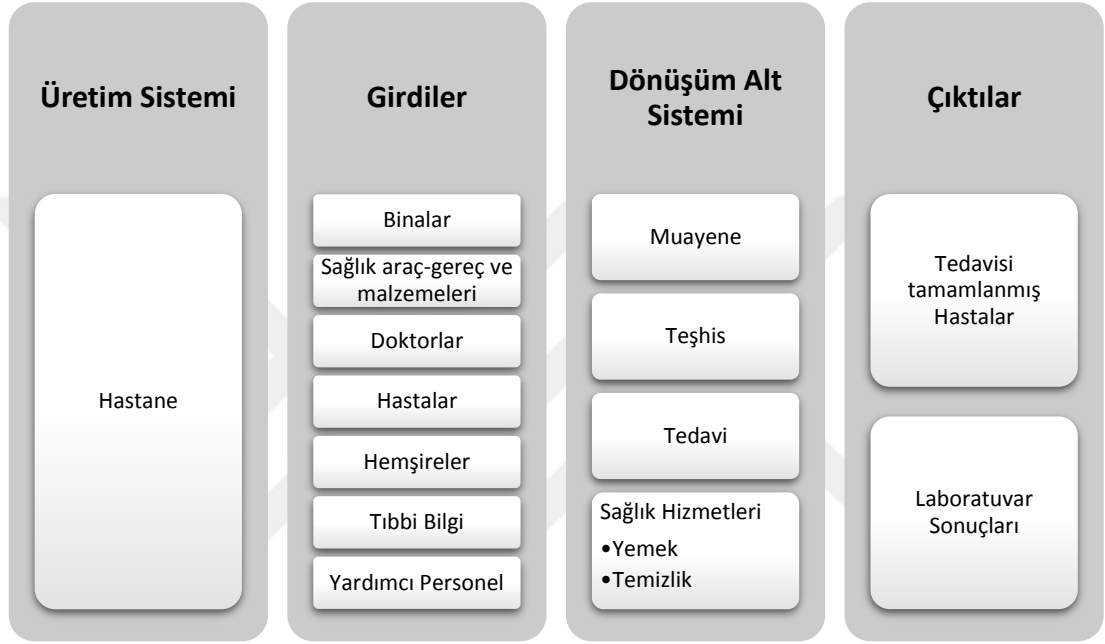 Üretim Sistemi
Hastane
Girdiler
Binalar
Sağlık araç-gereç ve
malzemeleri
Doktorlar
Hastalar
Hemşireler
Tıbbi Bilgi
Yardımcı Personel
Dönüşüm Alt
Sistemi
Muayene
Teşhis
Tedavi
Sağlık Hizmetleri
•Yemek
•Temizlik
Çıktılar
Tedavisi
tamamlanmış
Hastalar
Laboratuvar
Sonuçları